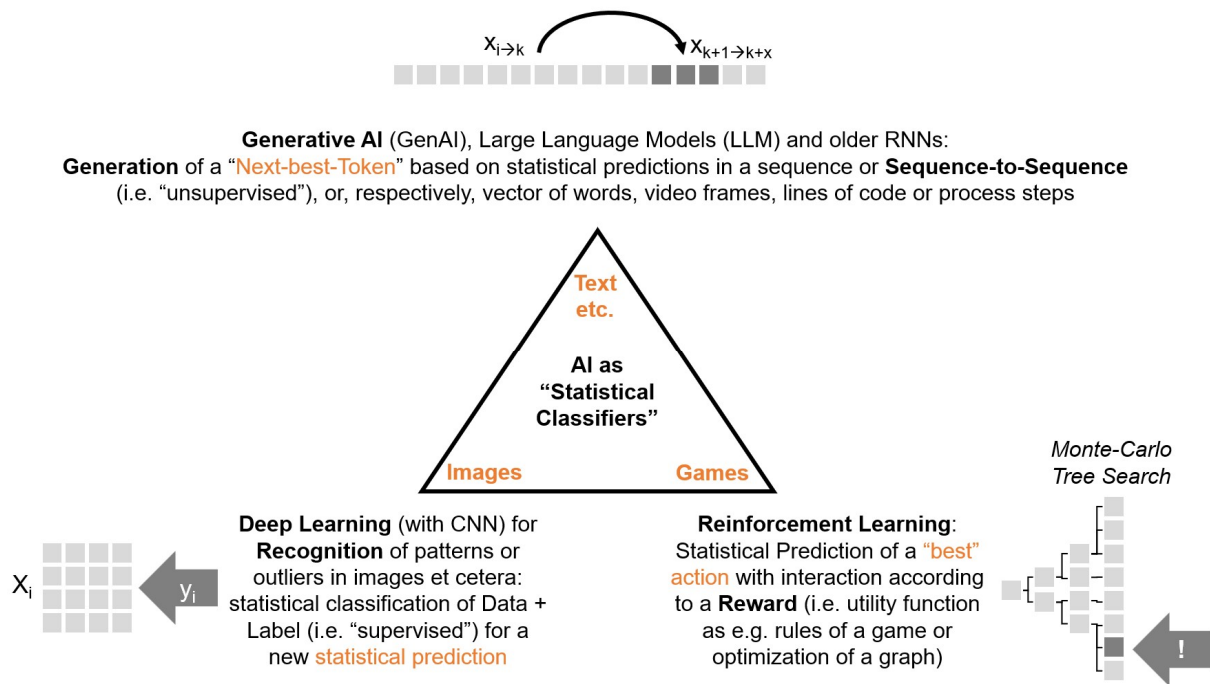 x i→k
x k+1→k+x
Generative AI (GenAI), Large Language Models (LLM) and older RNNs:
Generation of a “Next-best-Token” based on statistical predictions in a sequence or Sequence-to-Sequence
(i.e. “unsupervised”), or, respectively, vector of words, video frames, lines of code or process steps
Text
etc.
AI as
“Statistical
Classifiers”
Images
Games
X i
y i
Deep Learning (with CNN) for
Recognition of patterns or
outliers in images et cetera:
statistical classification of Data +
Label (i.e. “supervised”) for a
new statistical prediction
Reinforcement Learning:
Statistical Prediction of a “best”
action with interaction according
to a Reward (i.e. utility function
as e.g. rules of a game or
optimization of a graph)
Monte-Carlo
Tree Search
!